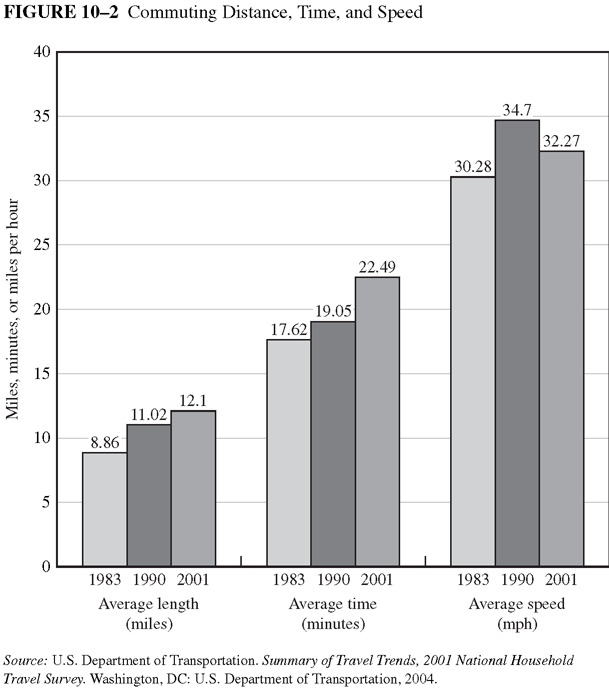 FIGURE 10–2 Commuting Distance, Time, and Speed
40
35
30
25
20
15
10
5
0
Miles, minutes, or miles per hour
8.86
11.02
12.1
17.62
19.05
22.49
30.28
34.7
32.27
1983 1990 2001
Average length
(miles)
1983 1990 2001
Average time
(minutes)
1983 1990 2001
Average speed
(mph)
Source: U.S. Department of Transportation. Summary of Travel Trends, 2001 National Household
Travel Survey. Washington, DC: U.S. Department of Transportation, 2004.